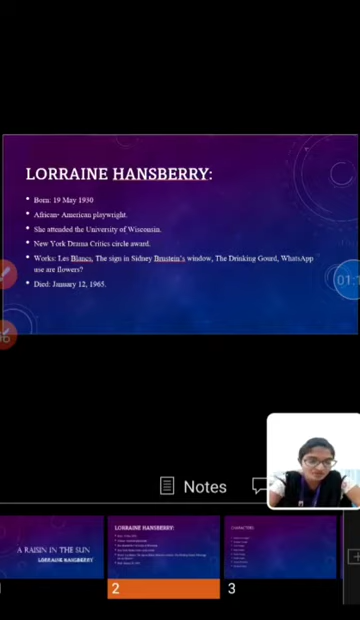 LORRAINE HANSBERRY:
• Born: 19 May 1930
• African- American playwright.
• She attended the University of Wisconsin.
• New York Drama Critics circle award.
• Works: Les Blancs, The sign in Sidney Brustein's window, The Drinking Gourd, WhatsApp
use are flowers?
• Died: January 12, 1965.
Notes
A RAISIN IN THE SUN
LORRAINE HANSBERRY
LORRAINE HANSBERRY:
2
3